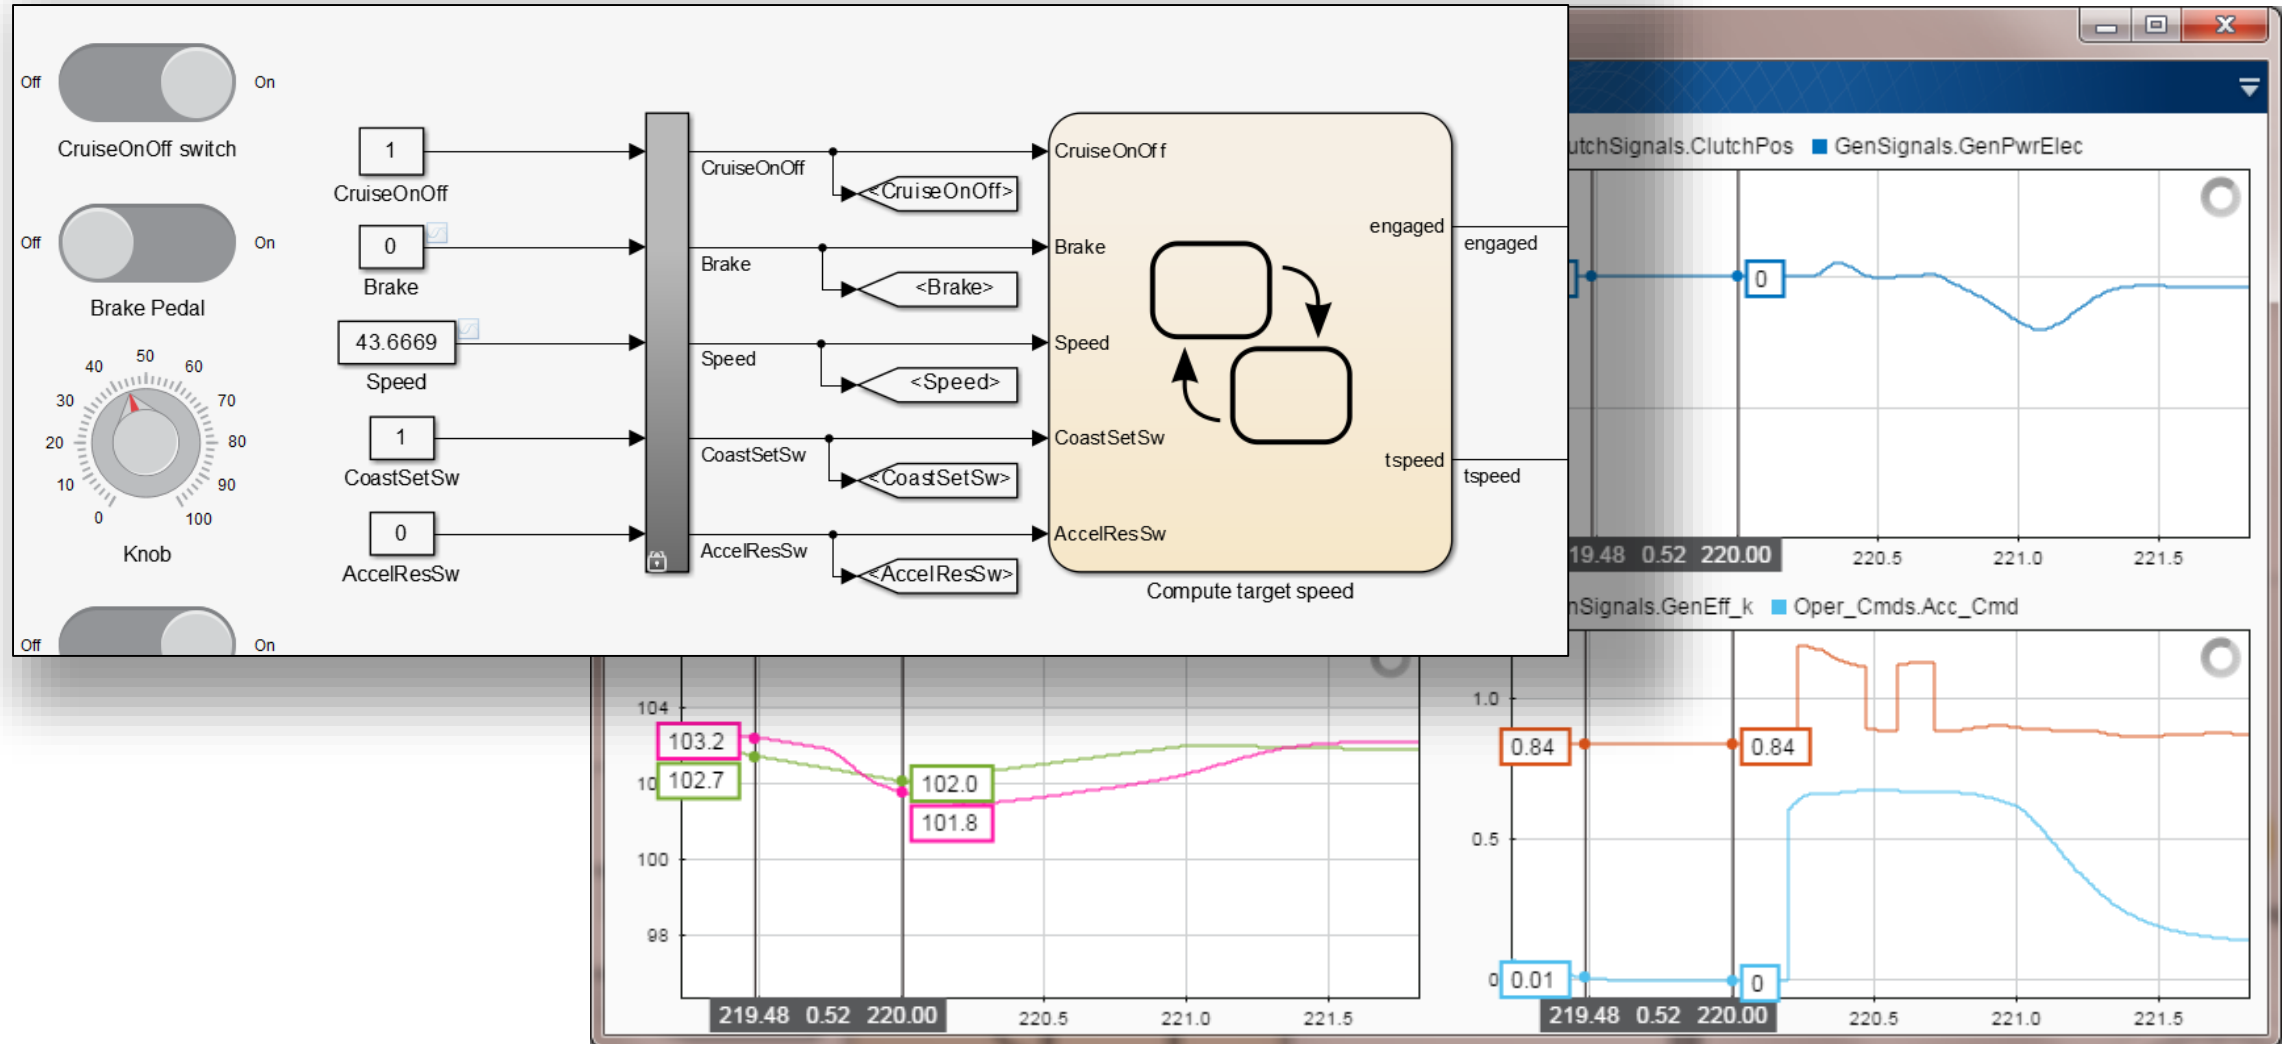 Off
On
CruiseOnOff switch
Off
On
Brake Pedal
0
10
20
30
40
50
60
70
80
90
100
Knob
Off
On
1
CruiseOnOff
0
Brake
43.6669
Speed
1
CoastSetSw
0
AccelResSw
CruiseOnOff
<CruiseOnOff>
Brake
<Brake>
Speed
<Speed>
CoastSetSw
<CoastSetSw>
AccelResSw
<AccelResSw>
CruiseOnOff
Brake
Speed
CoastSetSw
AccelResSw
engaged
tspeed
Compute target speed
engaged
tspeed
utchSignals.ClutchPos GenSignals.GenPwrElec
0
19.48 0.52 220.00 220.5 221.0 221.5
nSignals.GenEff_k Oper_Cmds.Acc_Cmd
104
103.2
102.7
10
102.0
101.8
100
98
219.48 0.52 220.00 220.5 221.0 221.5
1.0
0.84
0.84
0.5
0
0.01
0
219.48 0.52 220.00 220.5 221.0 221.5